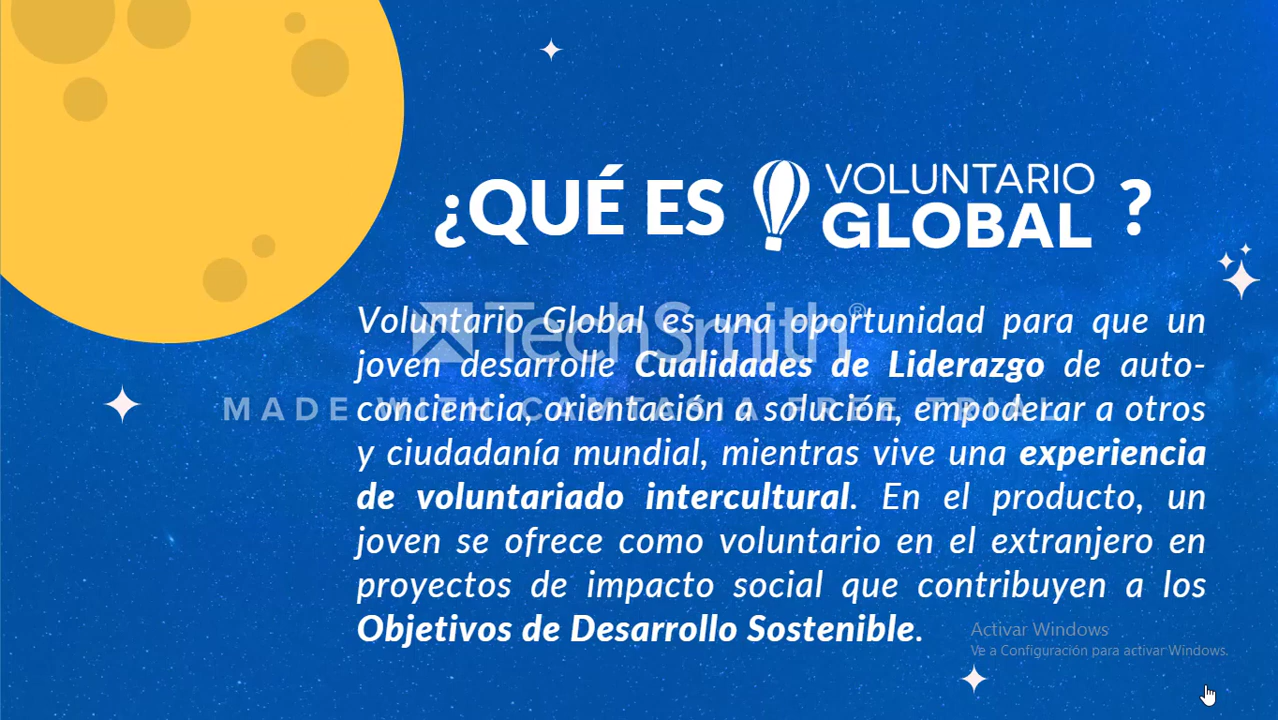 ¿QUÉ ES VOLUNTARIO GLOBAL ?
Voluntario Global es una oportunidad para que un
joven desarrolle Cualidades de Liderazgo de auto-
conciencia, orientación a solución, empoderar a otros
y ciudadanía mundial, mientras vive una experiencia
de voluntariado intercultural. En el producto, un
joven se ofrece como voluntario en el extranjero en
proyectos de impacto social que contribuyen a los
Objetivos de Desarrollo Sostenible.
TechSmith®
MADE WITH CAMTASIA FREE TRIAL
Activar Windows
Ve a Configuración para activar Windows.